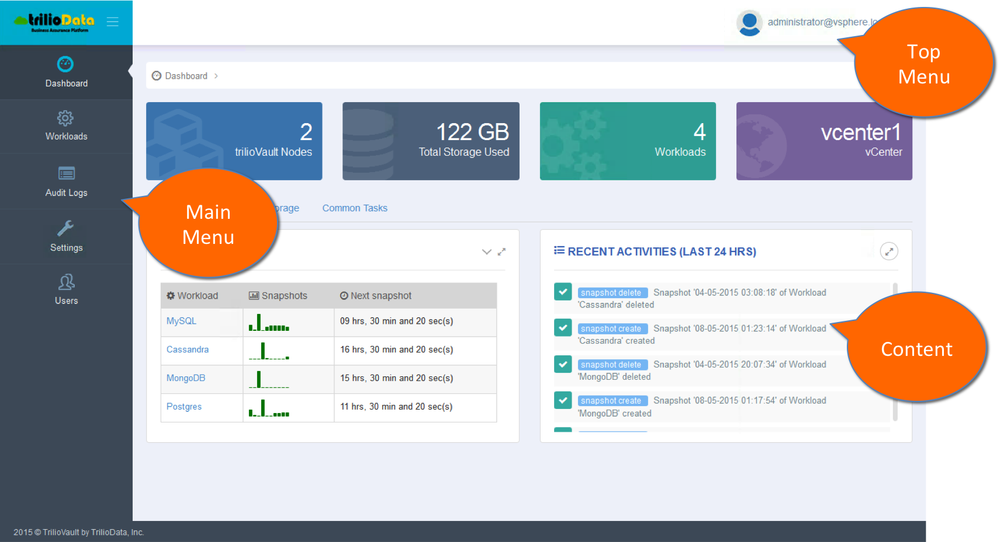 trilioData
Business Assurance Platform
administrator@vsphere.lo
Top
Menu
Dashboard
Dashboard >
Workloads
2
trilioVault Nodes
122 GB
Total Storage Used
4
Workloads
vcenter1
vCenter
Audit Logs
Main
Menu
Common Tasks
Settings
RECENT ACTIVITIES (LAST 24 HRS)
Users
Workload Snapshots Next snapshot
MySQL 09 hrs, 30 min and 20 sec(s)
Cassandra 16 hrs, 30 min and 20 sec(s)
MongoDB 15 hrs, 30 min and 20 sec(s)
Postgres 11 hrs, 30 min and 20 sec(s)
snapshot delete Snapshot '04-05-2015 03:08:18' of Workload
'Cassandra' deleted
snapshot create Snapshot '08-05-2015 01:23:14' of Workload
'Cassandra' created
snapshot delete Snapshot '04-05-2015 20:07:34' of Workload
'MongoDB' deleted
snapshot create Snapshot '08-05-2015 01:17:54' of Workload
'MongoDB' created
Content
2015 © TrilioVault by TrilioData, Inc.